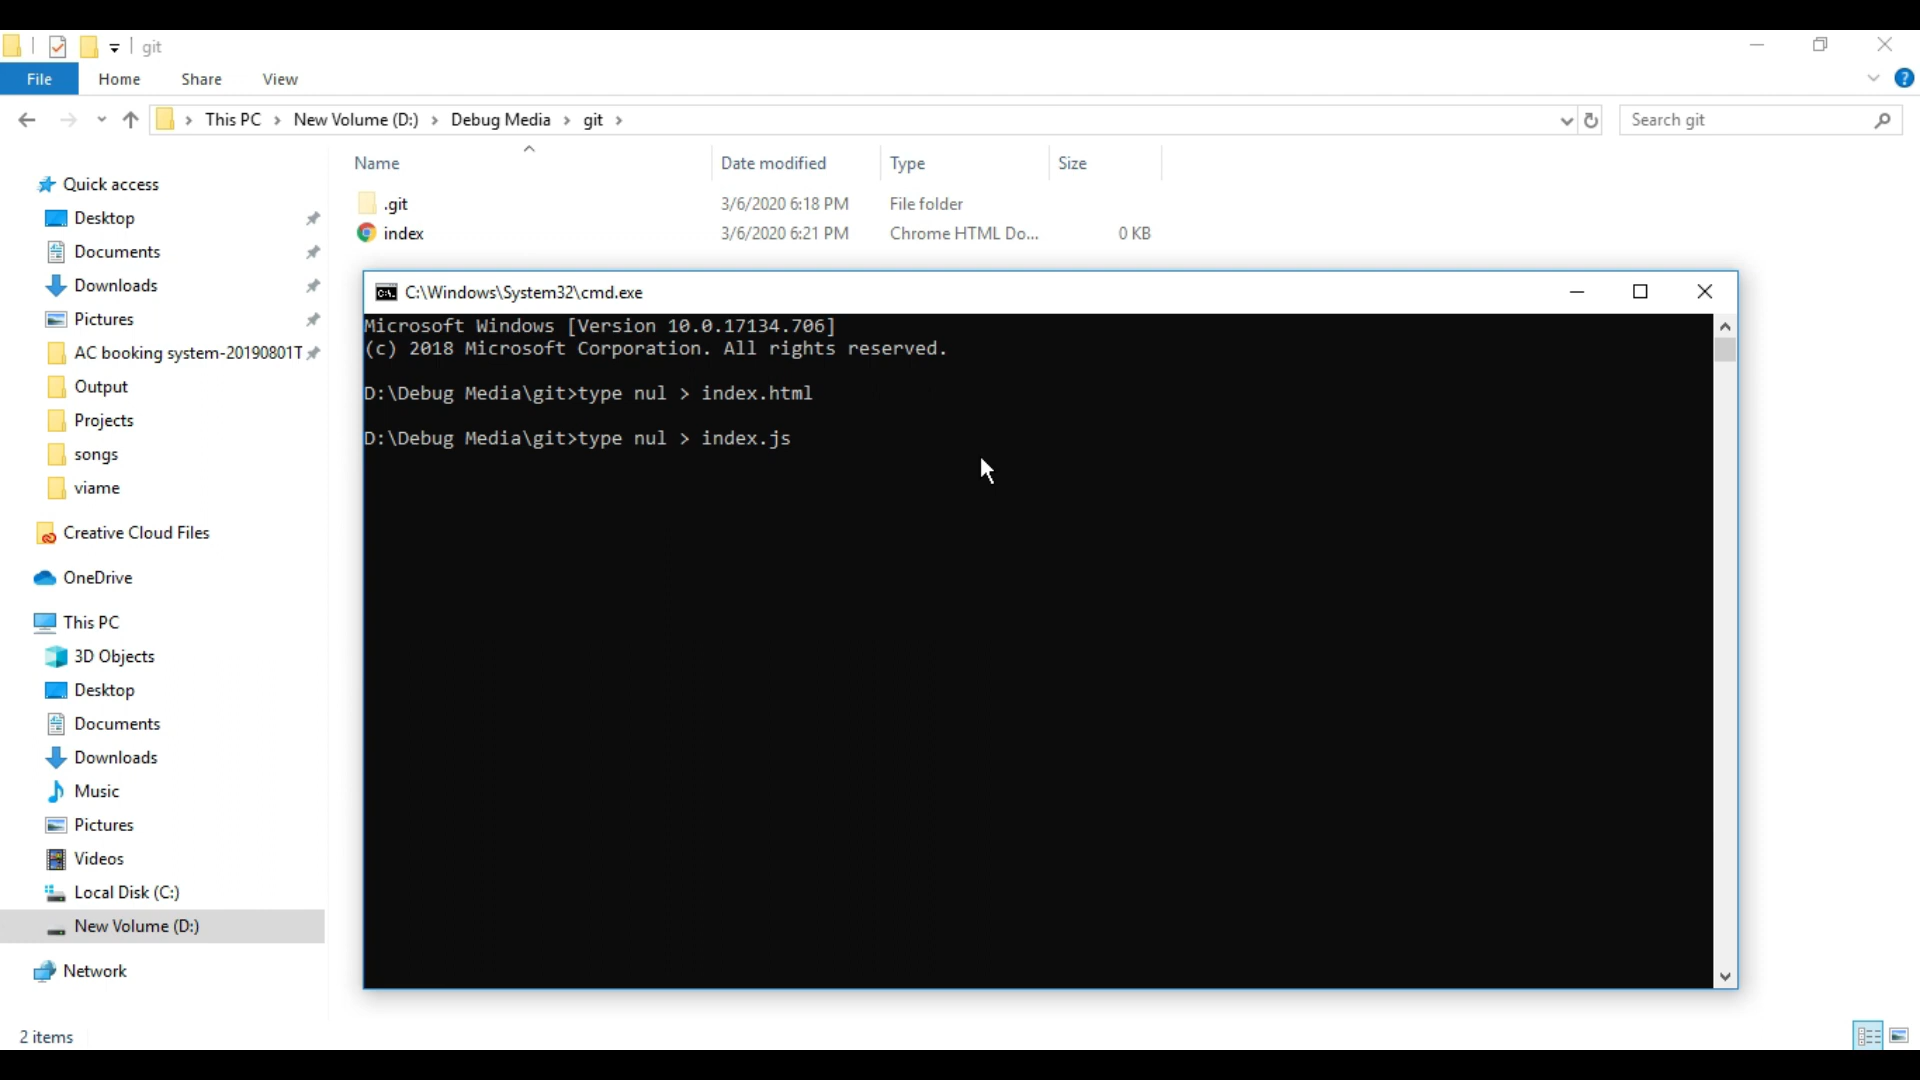 git
File Home Share View
This PC > New Volume (D:) > Debug Media > git >
Search git
Name Date modified Type Size
.git 3/6/2020 6:18 PM File folder
index 3/6/2020 6:21 PM Chrome HTML Do... 0 KB
Quick access
Desktop
Documents
Downloads
Pictures
AC booking system-20190801T
Output
Projects
songs
viame
Creative Cloud Files
OneDrive
This PC
3D Objects
Desktop
Documents
Downloads
Music
Pictures
Videos
Local Disk (C:)
New Volume (D:)
Network
2 items
C:\Windows\System32\cmd.exe
Microsoft Windows [Version 10.0.17134.706]
(c) 2018 Microsoft Corporation. All rights reserved.
D:\Debug Media\git>type nul > index.html
D:\Debug Media\git>type nul > index.js